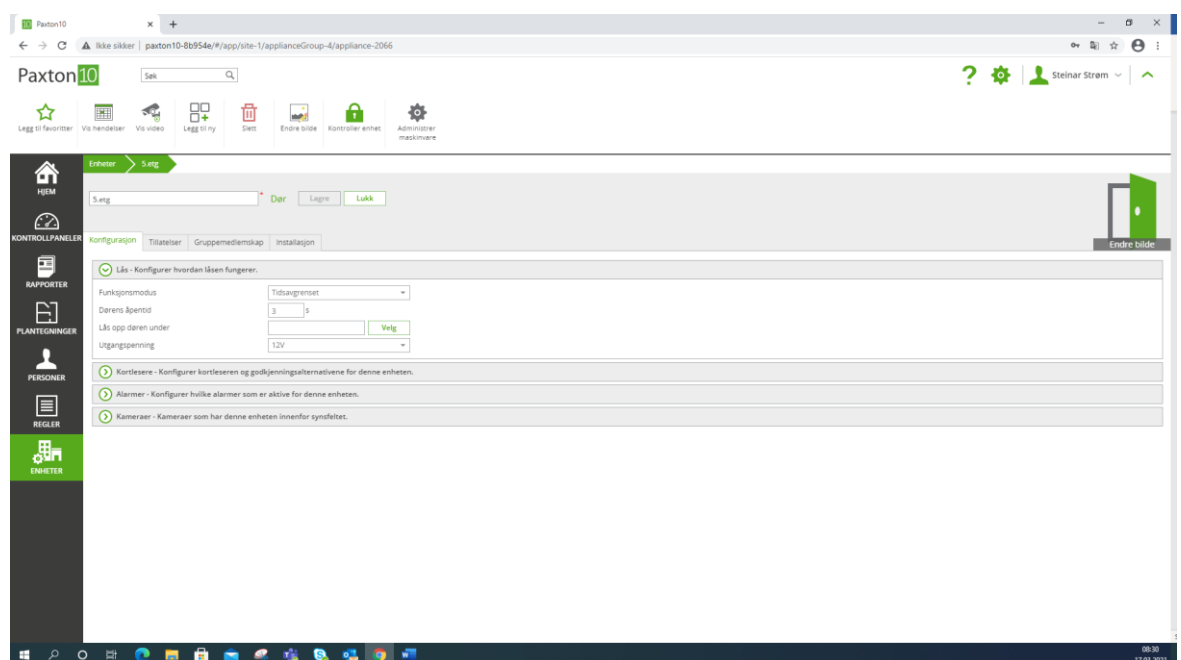 Paxton10
Ikke sikker | paxton10-8b954e/#/app/site-1/applianceGroup-4/appliance-2066
Paxton 10
Søk
Steinar Strøm
Legg til favoritter
Vis hendelser
Vis video
Legg til ny
Slett
Endre bilde
Kontroller enhet
Administrer
maskinvare
Enheter
5.etg
HJEM
5.etg
* Dør
Lagre
Lukk
KONTROLLPANELER
Endre bilde
Konfigurasjon
Tillatelser
Gruppemedlemskap
Installasjon
Lås - Konfigurer hvordan låsen fungerer.
RAPPORTER
Funksjonsmodus
Tidsavgrenset
Dørens åpentid
3 s
PLANTEGNINGER
Lås opp døren under
Velg
Utgangspenning
12V
PERSONER
Kortlesere - Konfigurer kortleseren og godkjenningsalternativene for denne enheten.
Alarmer - Konfigurer hvilke alarmer som er aktive for denne enheten.
Kameraer - Kameraer som har denne enheten innenfor synsfeltet.
REGLER
ENHETER
08:30
17.03.2021